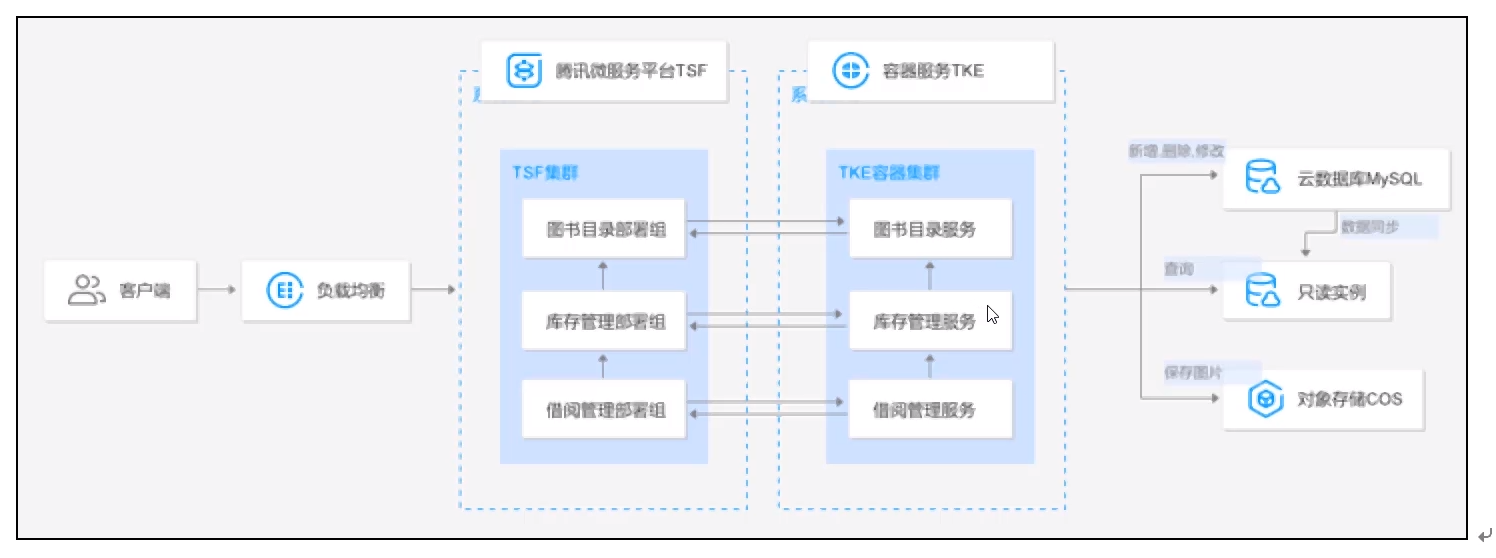 腾讯微服务平台TSF
容器服务TKE
系
TSF集群
TKE容器集群
图书目录部署组
图书目录服务
库存管理部署组
库存管理服务
借阅管理部署组
借阅管理服务
客户端
负载均衡
新增,删除,修改
云数据库MySQL
数据同步
查询
只读实例
保存图片
对象存储COS